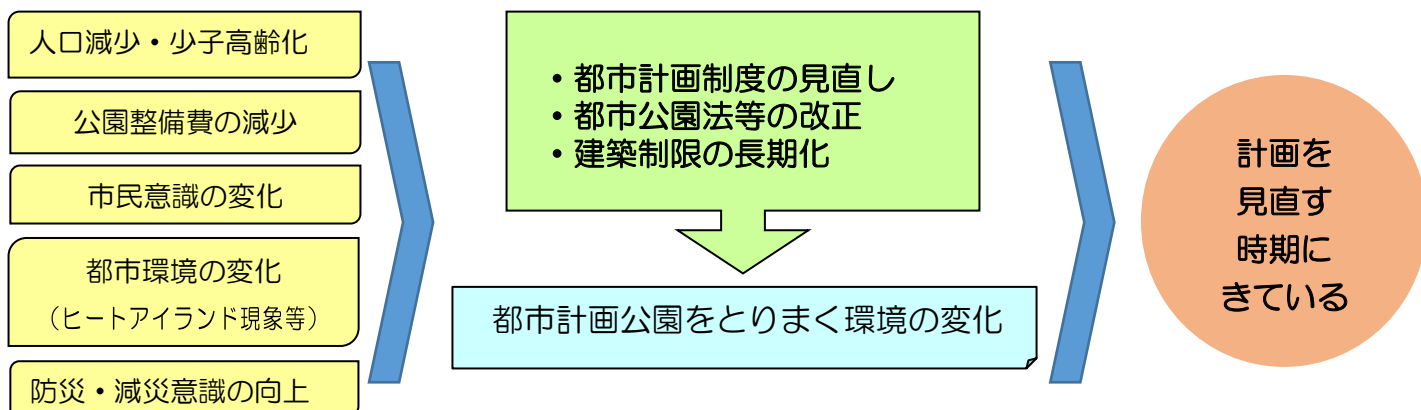 人口減少・少子高齢化
公園整備費の減少
市民意識の変化
都市環境の変化
（ヒートアイランド現象等）
防災・減災意識の向上
・都市計画制度の見直し
・都市公園法等の改正
・建築制限の長期化
都市計画公園をとりまく環境の変化
計画を
見直す
時期に
きている